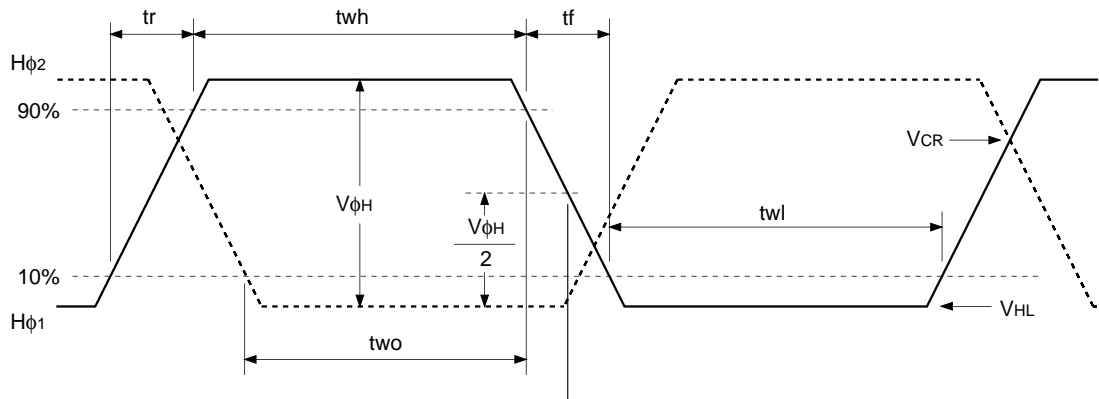 tr
twh
tf
Hϕ2
90%
VCR
VϕH
VϕH
2
twl
10%
VHL
Hϕ1
two